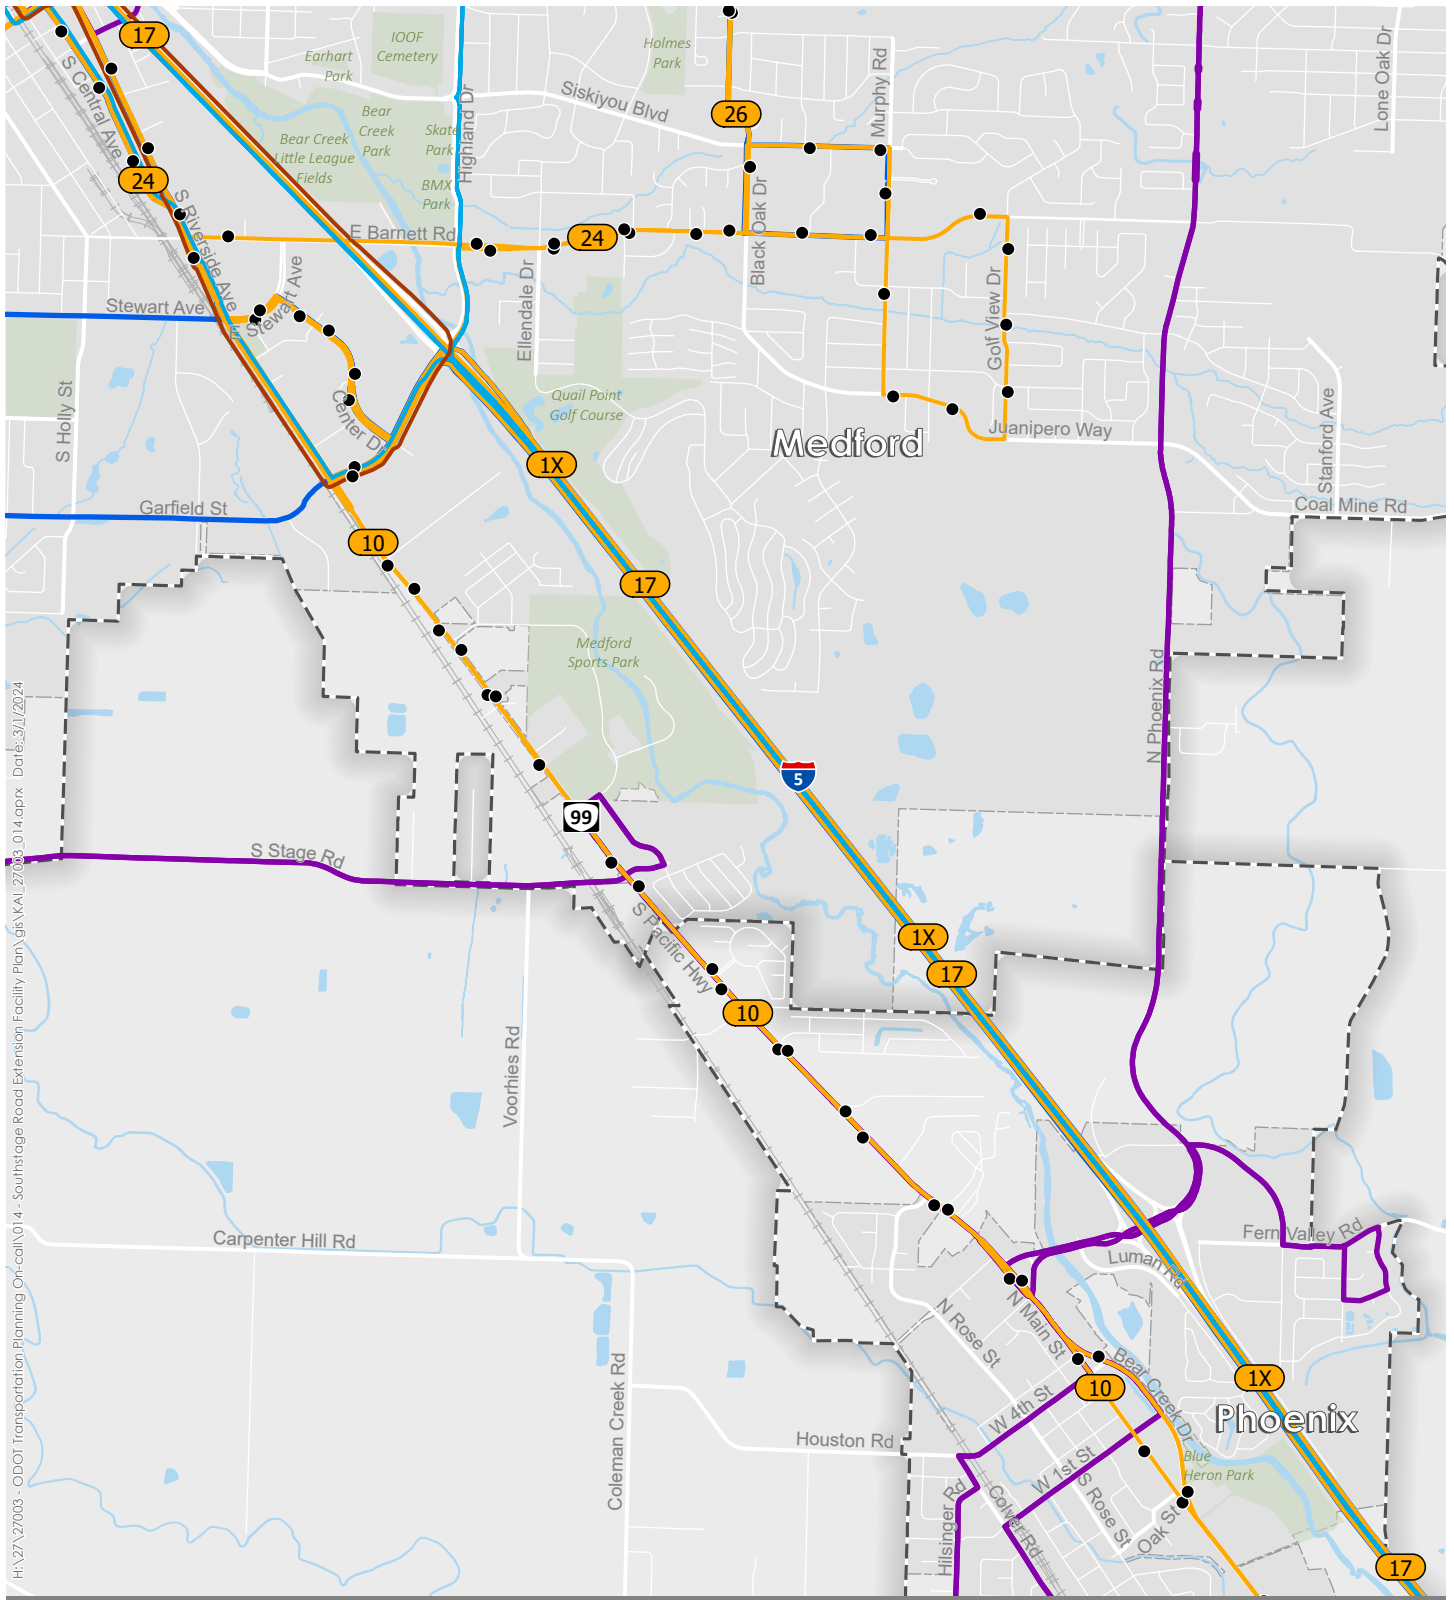 17
IOOF
Cemetery
Earhart
Park
Holmes
Park
Murphy Rd
Lone Oak Dr
S Central Ave
Siskiyou Blvd
26
Bear
Creek
Park
Skate
Park
Highland Dr
Bear Creek
Little League
Fields
BMX
Park
24
S Riverside Ave
E Barnett Rd
24
Black Oak Dr
Stewart Ave
E Stewart Ave
Ellendale Dr
Golf View Dr
S Holly St
Center Dr
Quail Point
Golf Course
Medford
Juanipero Way
Stanford Ave
1X
Garfield St
Coal Mine Rd
10
17
Medford
Sports Park
N Phoenix Rd
5
99
S Stage Rd
S Pacific Hwy
1X
17
10
Voorhies Rd
Carpenter Hill Rd
Fern Valley Rd
Luman Rd
N Main St
N Rose St
Coleman Creek Rd
Bear Creek Dr
10
1X
W 4th St
Phoenix
Houston Rd
W 1st St
Blue
Heron Park
S Rose St
Hilsinger Rd
Colver Rd
Oak St
17
H:\27\27003 - ODOT Transportation Planning On-call\014 - Southstage Road Extension Facility Plan\gis\KAI_27003_014.aprx Date: 3/1/2024